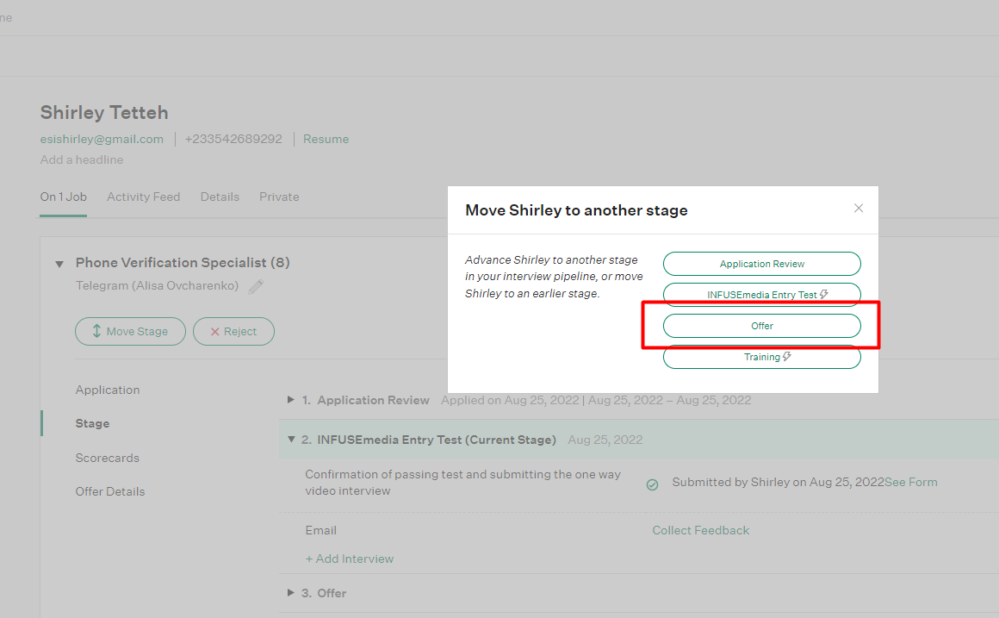 ne
Shirley Tetteh
esishirley@gmail.com +233542689292 Resume
Add a headline
On 1 Job Activity Feed Details Private
Phone Verification Specialist (8)
Telegram (Alisa Ovcharenko)
Move Stage Reject
Application
Stage
Scorecards
Offer Details
Move Shirley to another stage
Advance Shirley to another stage
in your interview pipeline, or move
Shirley to an earlier stage.
Application Review
INFUSEmedia Entry Test
Offer
Training
1. Application Review Applied on Aug 25, 2022 | Aug 25, 2022 – Aug 25, 2022
2. INFUSEmedia Entry Test (Current Stage) Aug 25, 2022
Confirmation of passing test and submitting the one way
video interview
Submitted by Shirley on Aug 25, 2022See Form
Email Collect Feedback
+ Add Interview
3. Offer